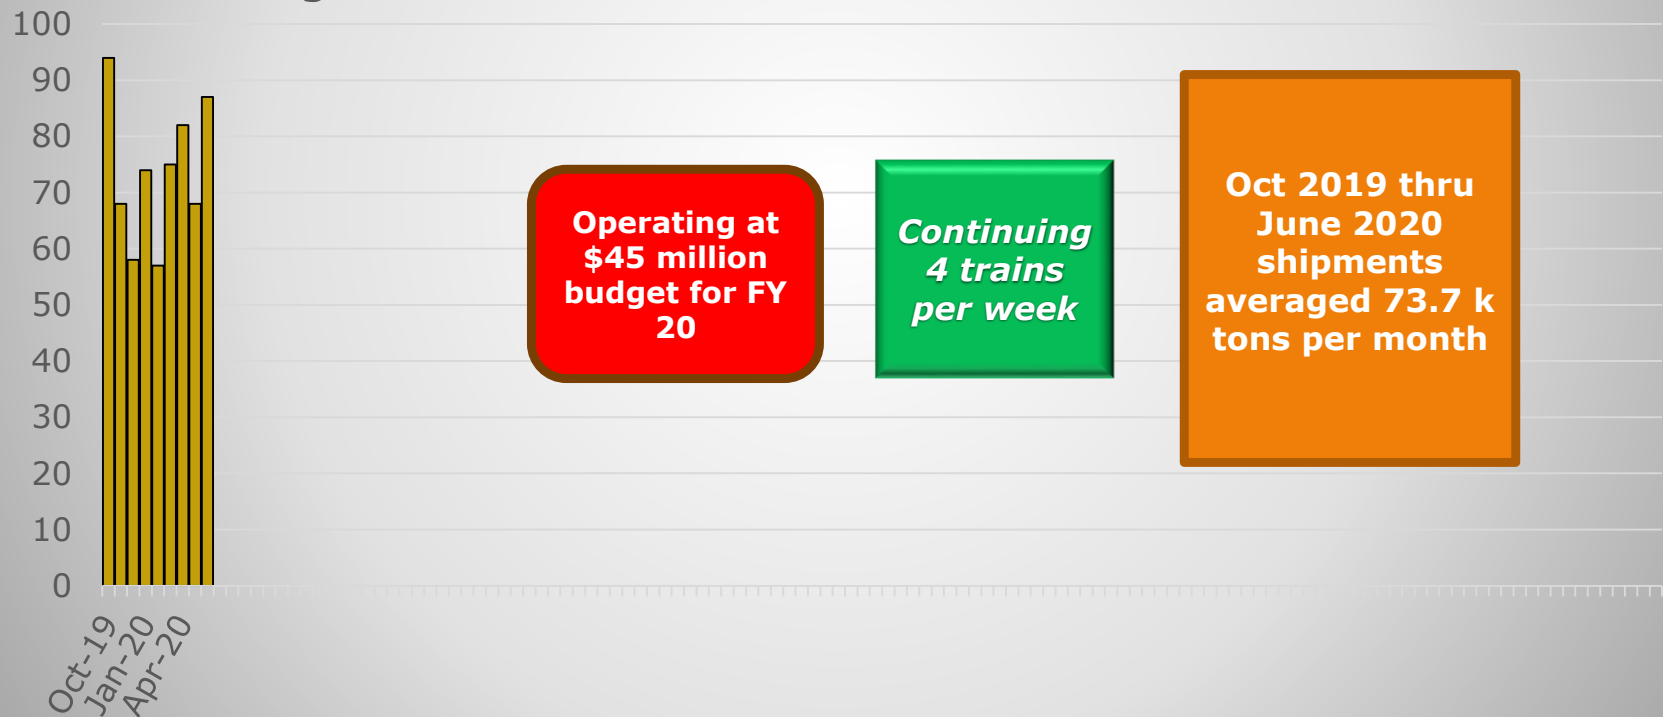 100
90
80
70
60
50
40
30
20
10
0
Oct-19
Jan-20
Apr-20
Operating at
$45 million
budget for FY
20
Continuing
4 trains
per week
Oct 2019 thru
June 2020
shipments
averaged 73.7 k
tons per month